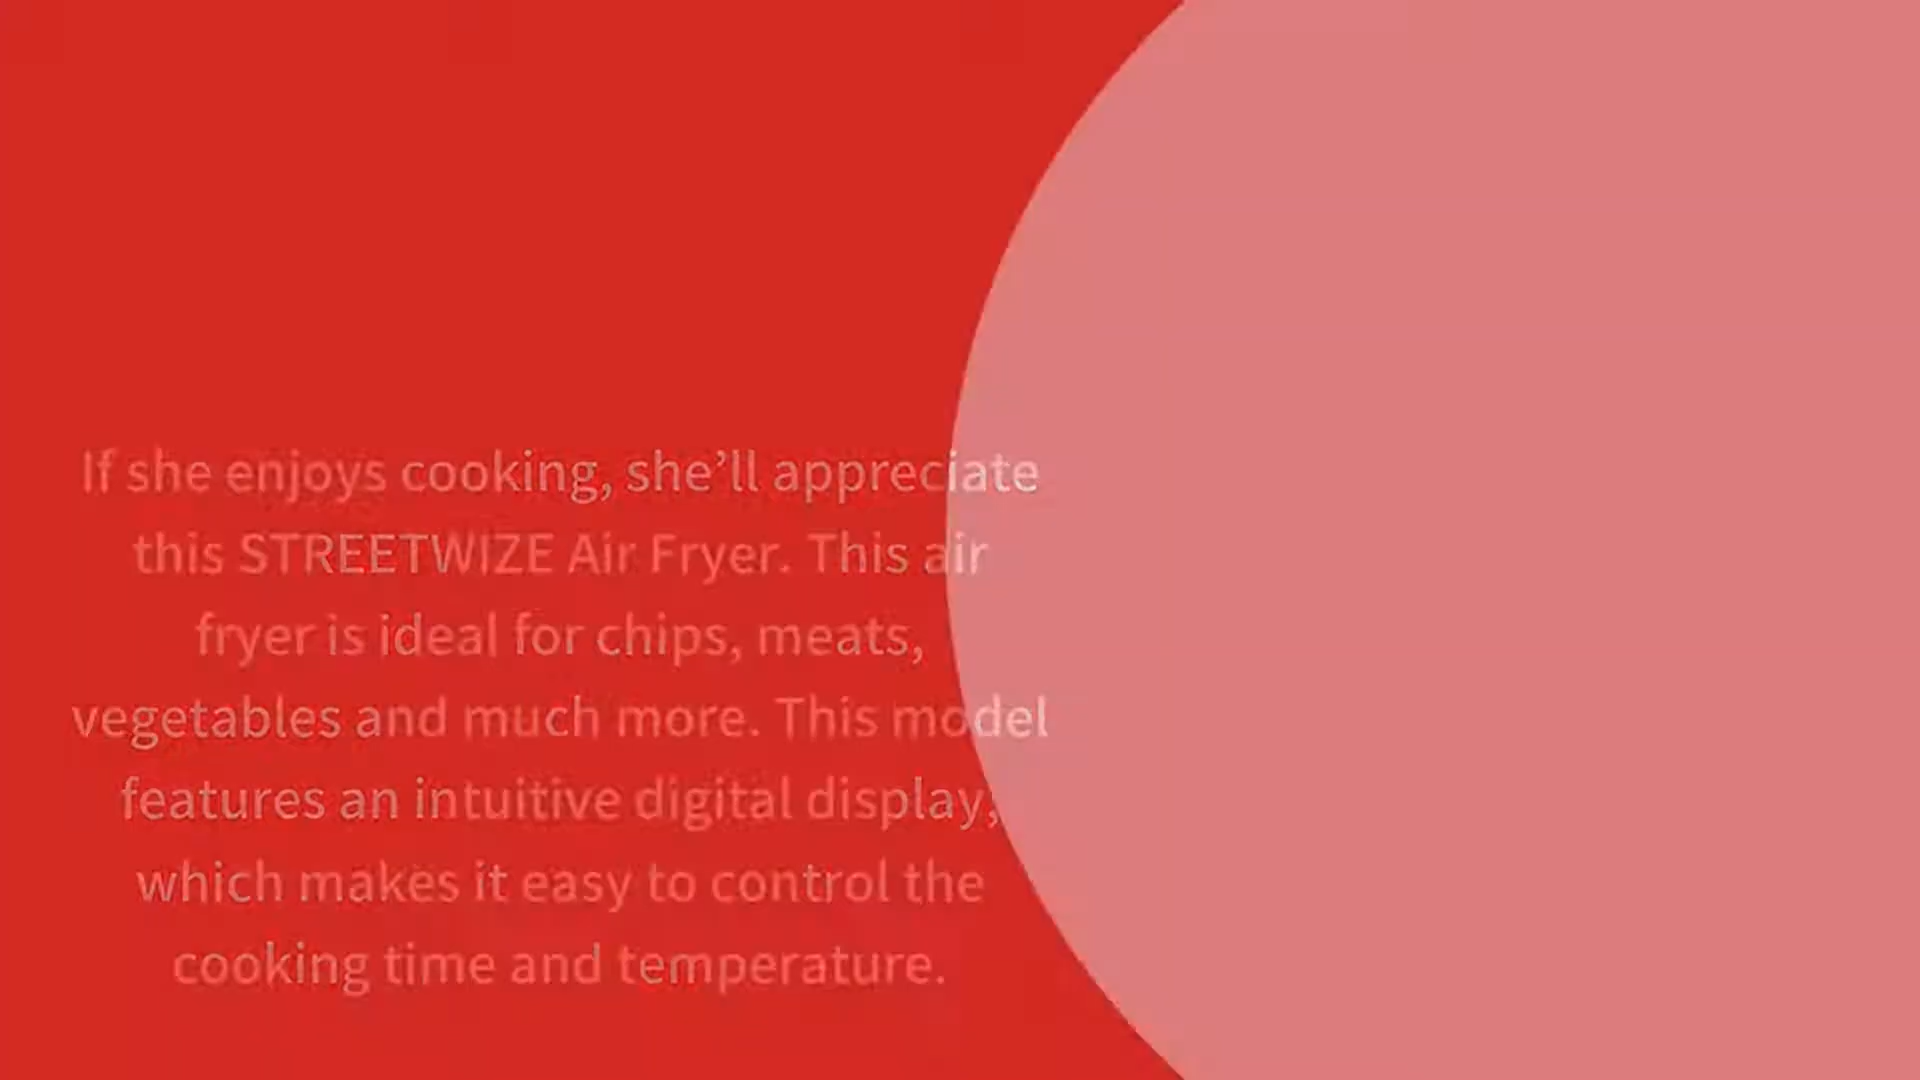 If she enjoys cooking, she’ll appreciate
this STREETWIZE Air Fryer. This air
fryer is ideal for chips, meats,
vegetables and much more. This model
features an intuitive digital display,
which makes it easy to control the
cooking time and temperature.